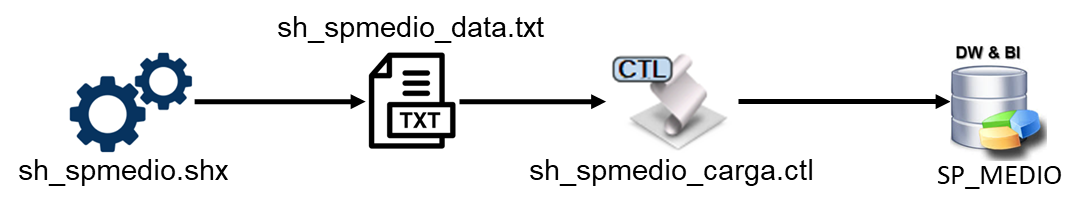 sh_spmedio_data.txt
DW & BI
CTL
TXT
sh_spmedio.shx
sh_spmedio_carga.ctl
SP_MEDIO